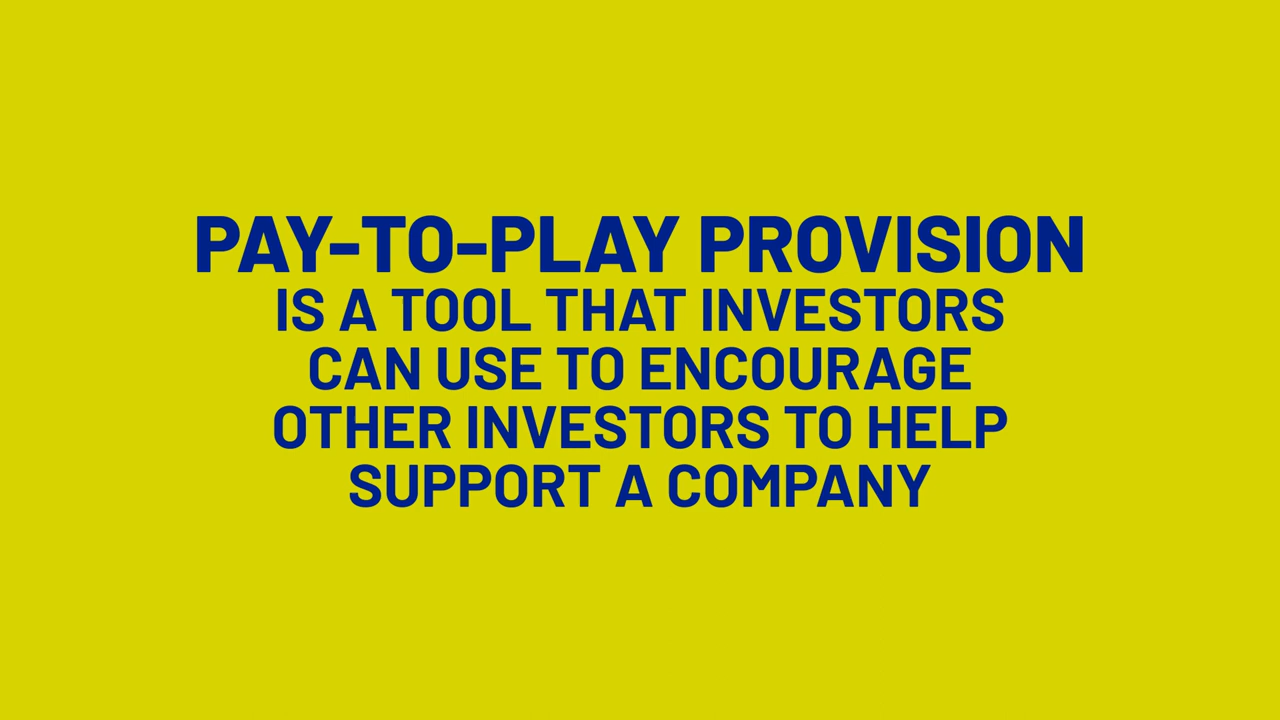 PAY-TO-PLAY PROVISION
IS A TOOL THAT INVESTORS
CAN USE TO ENCOURAGE
OTHER INVESTORS TO HELP
SUPPORT A COMPANY